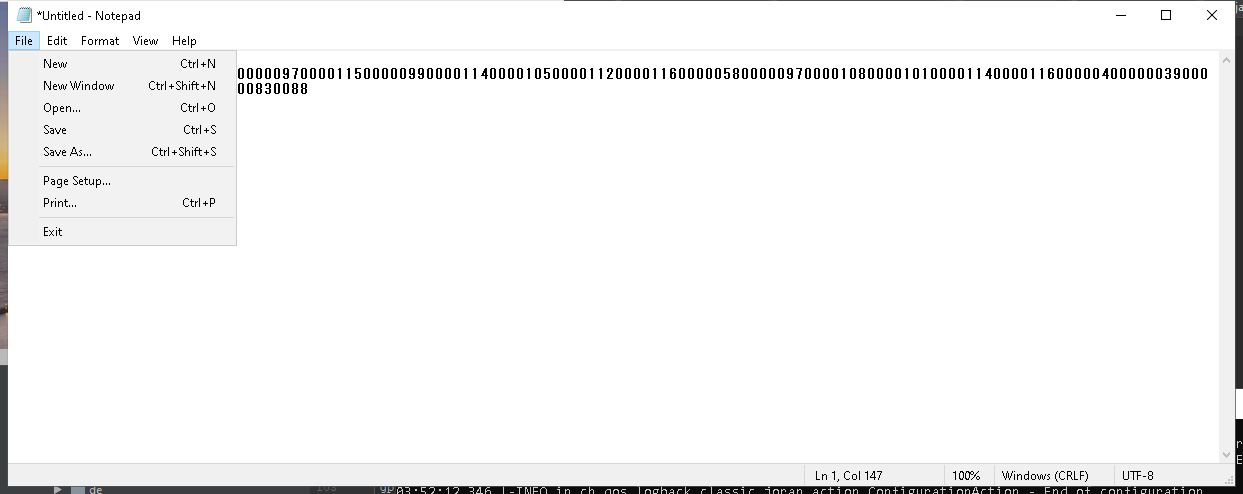 *Untitled - Notepad
File Edit Format View Help
New Ctrl+N
New Window Ctrl+Shift+N
Open... Ctrl+O
Save Ctrl+S
Save As... Ctrl+Shift+S
Page Setup...
Print... Ctrl+P
Exit
000009700001150000099000011400001050000112000011600000580000097000010800001010000114000011600000400000039000
00830088
Ln 1, Col 147 100% Windows (CRLF) UTF-8
de
03:52:12,346 |-INFO in ch.qos.logback.classic.joran.action.ConfigurationAction - End of configuration